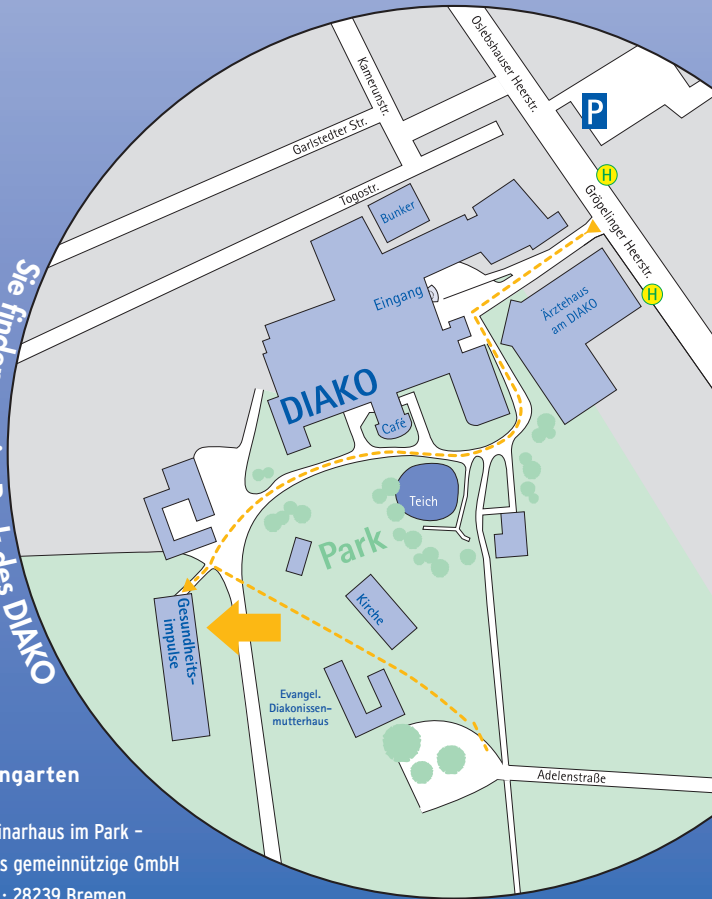 Oslebshauser Heerstr.
Kamerunstr.
P
Garlstedter Str.
H
Togostr.
Bunker
Gröpelinger Heerstr.
Eingang
Ärztehaus
am DIAKO
H
DIAKO
Café
Teich
Park
Kirche
Gesundheits-
impulse
Evangel.
Diakonissen-
mutterhaus
Adelenstraße
Sie finden
des DIAKO
ngarten
inarhaus im Park –
s gemeinnützige GmbH
· 28239 Bremen